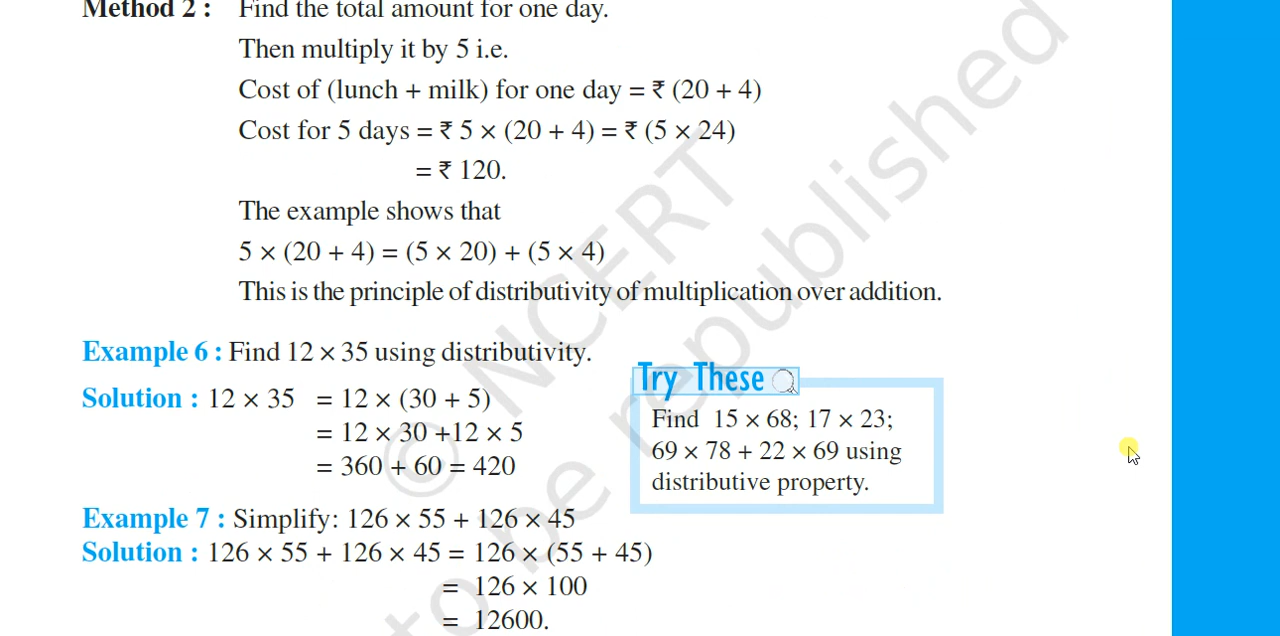 Method 2 : Find the total amount for one day.
Then multiply it by 5 i.e.
Cost of (lunch + milk) for one day = ₹ (20 + 4)
Cost for 5 days = ₹ 5 × (20 + 4) = ₹ (5 × 24)
= ₹ 120.
The example shows that
5 × (20 + 4) = (5 × 20) + (5 × 4)
This is the principle of distributivity of multiplication over addition.
Example 6 : Find 12 × 35 using distributivity.
Solution : 12 × 35 = 12 × (30 + 5)
= 12 × 30 +12 × 5
= 360 + 60 = 420
Try These
Find 15 × 68; 17 × 23;
69 × 78 + 22 × 69 using
distributive property.
Example 7 : Simplify: 126 × 55 + 126 × 45
Solution : 126 × 55 + 126 × 45 = 126 × (55 + 45)
= 126 × 100
= 12600.
© NCERT
to be republished